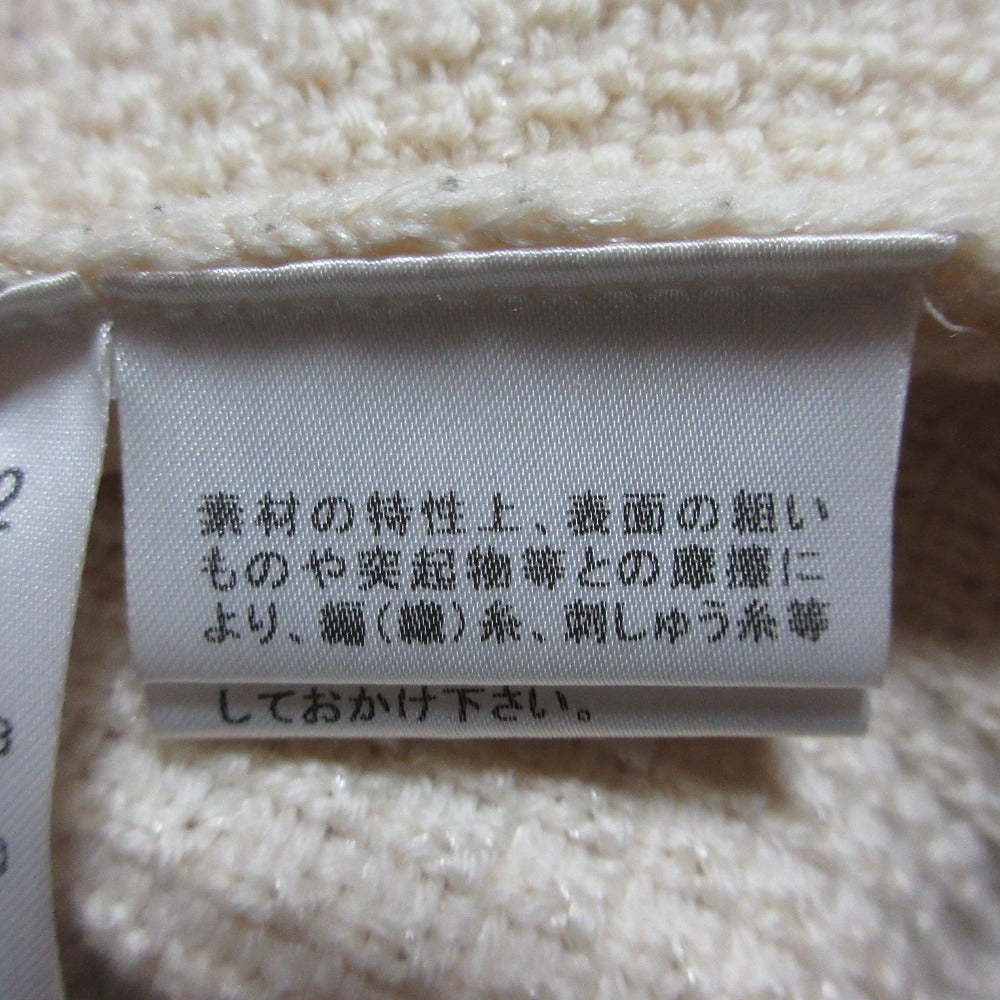 素材の特性上、表面の粗い
ものや突起物等との摩擦に
より、編(織)糸、刺しゅう糸等
しておかけ下さい。